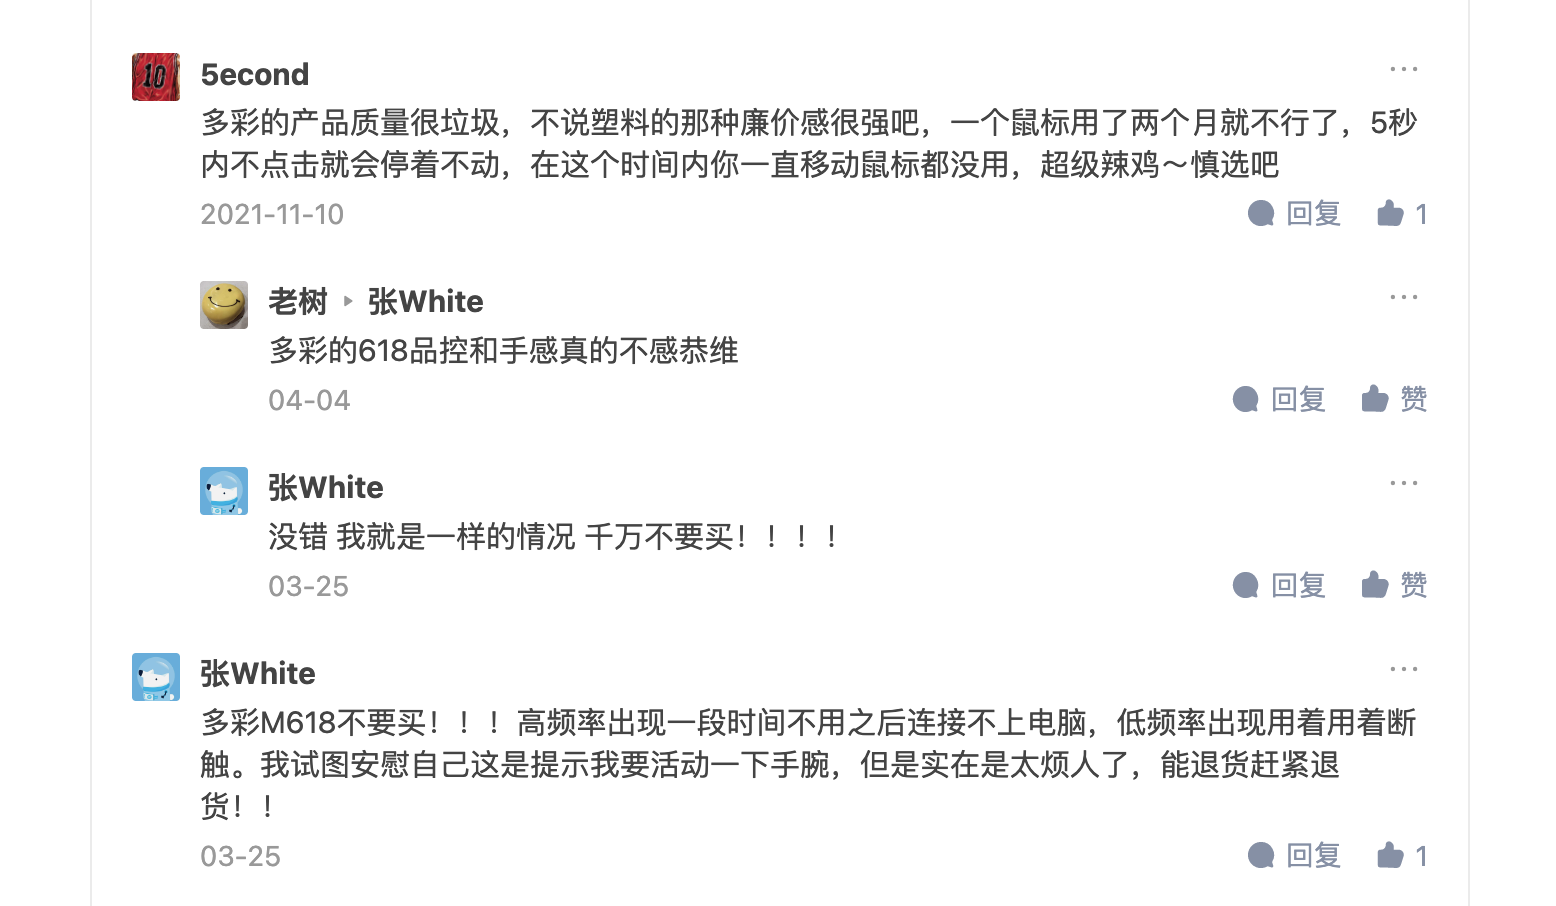 5econd
多彩的产品质量很垃圾，不说塑料的那种廉价感很强吧，一个鼠标用了两个月就不行了，5秒
内不点击就会停着不动，在这个时间内你一直移动鼠标都没用，超级辣鸡～慎选吧
2021-11-10 回复 1
老树 张White
多彩的618品控和手感真的不感恭维
04-04 回复 赞
张White
没错 我就是一样的情况 千万不要买！！！！
03-25 回复 赞
张White
多彩M618不要买！！！高频率出现一段时间不用之后连接不上电脑，低频率出现用着用着断
触。我试图安慰自己这是提示我要活动一下手腕，但是实在是太烦人了，能退货赶紧退
货！！
03-25 回复 1